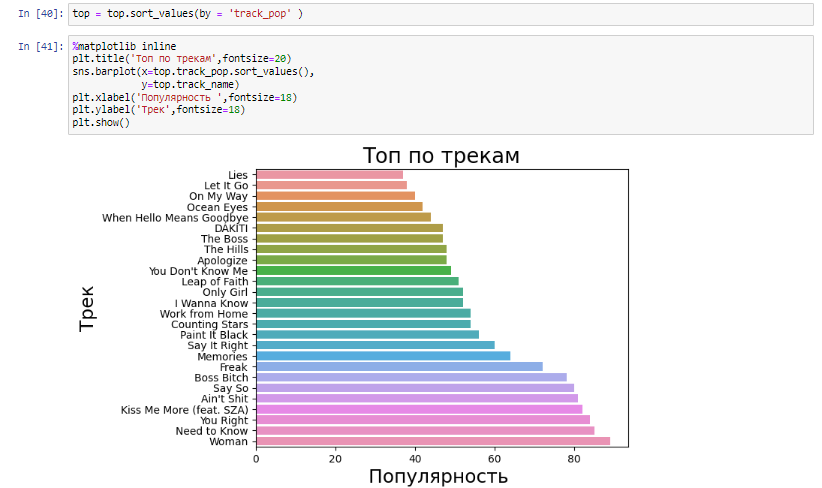 In [40]: top = top.sort_values(by = 'track_pop' )
In [41]: %matplotlib inline
plt.title('Топ по трекам',fontsize=20)
sns.barplot(x=top.track_pop.sort_values(),
y=top.track_name)
plt.xlabel('Популярность ',fontsize=18)
plt.ylabel('Трек',fontsize=18)
plt.show()
Топ по трекам
Lies
Let It Go
On My Way
Ocean Eyes
When Hello Means Goodbye
DÁKITI
The Boss
The Hills
Apologize
You Don't Know Me
Leap of Faith
Only Girl
I Wanna Know
Work from Home
Counting Stars
Paint It Black
Say It Right
Memories
Freak
Boss Bitch
Say So
Ain't Shit
Kiss Me More (feat. SZA)
You Right
Need to Know
Woman
Трек
0 20 40 60 80
Популярность